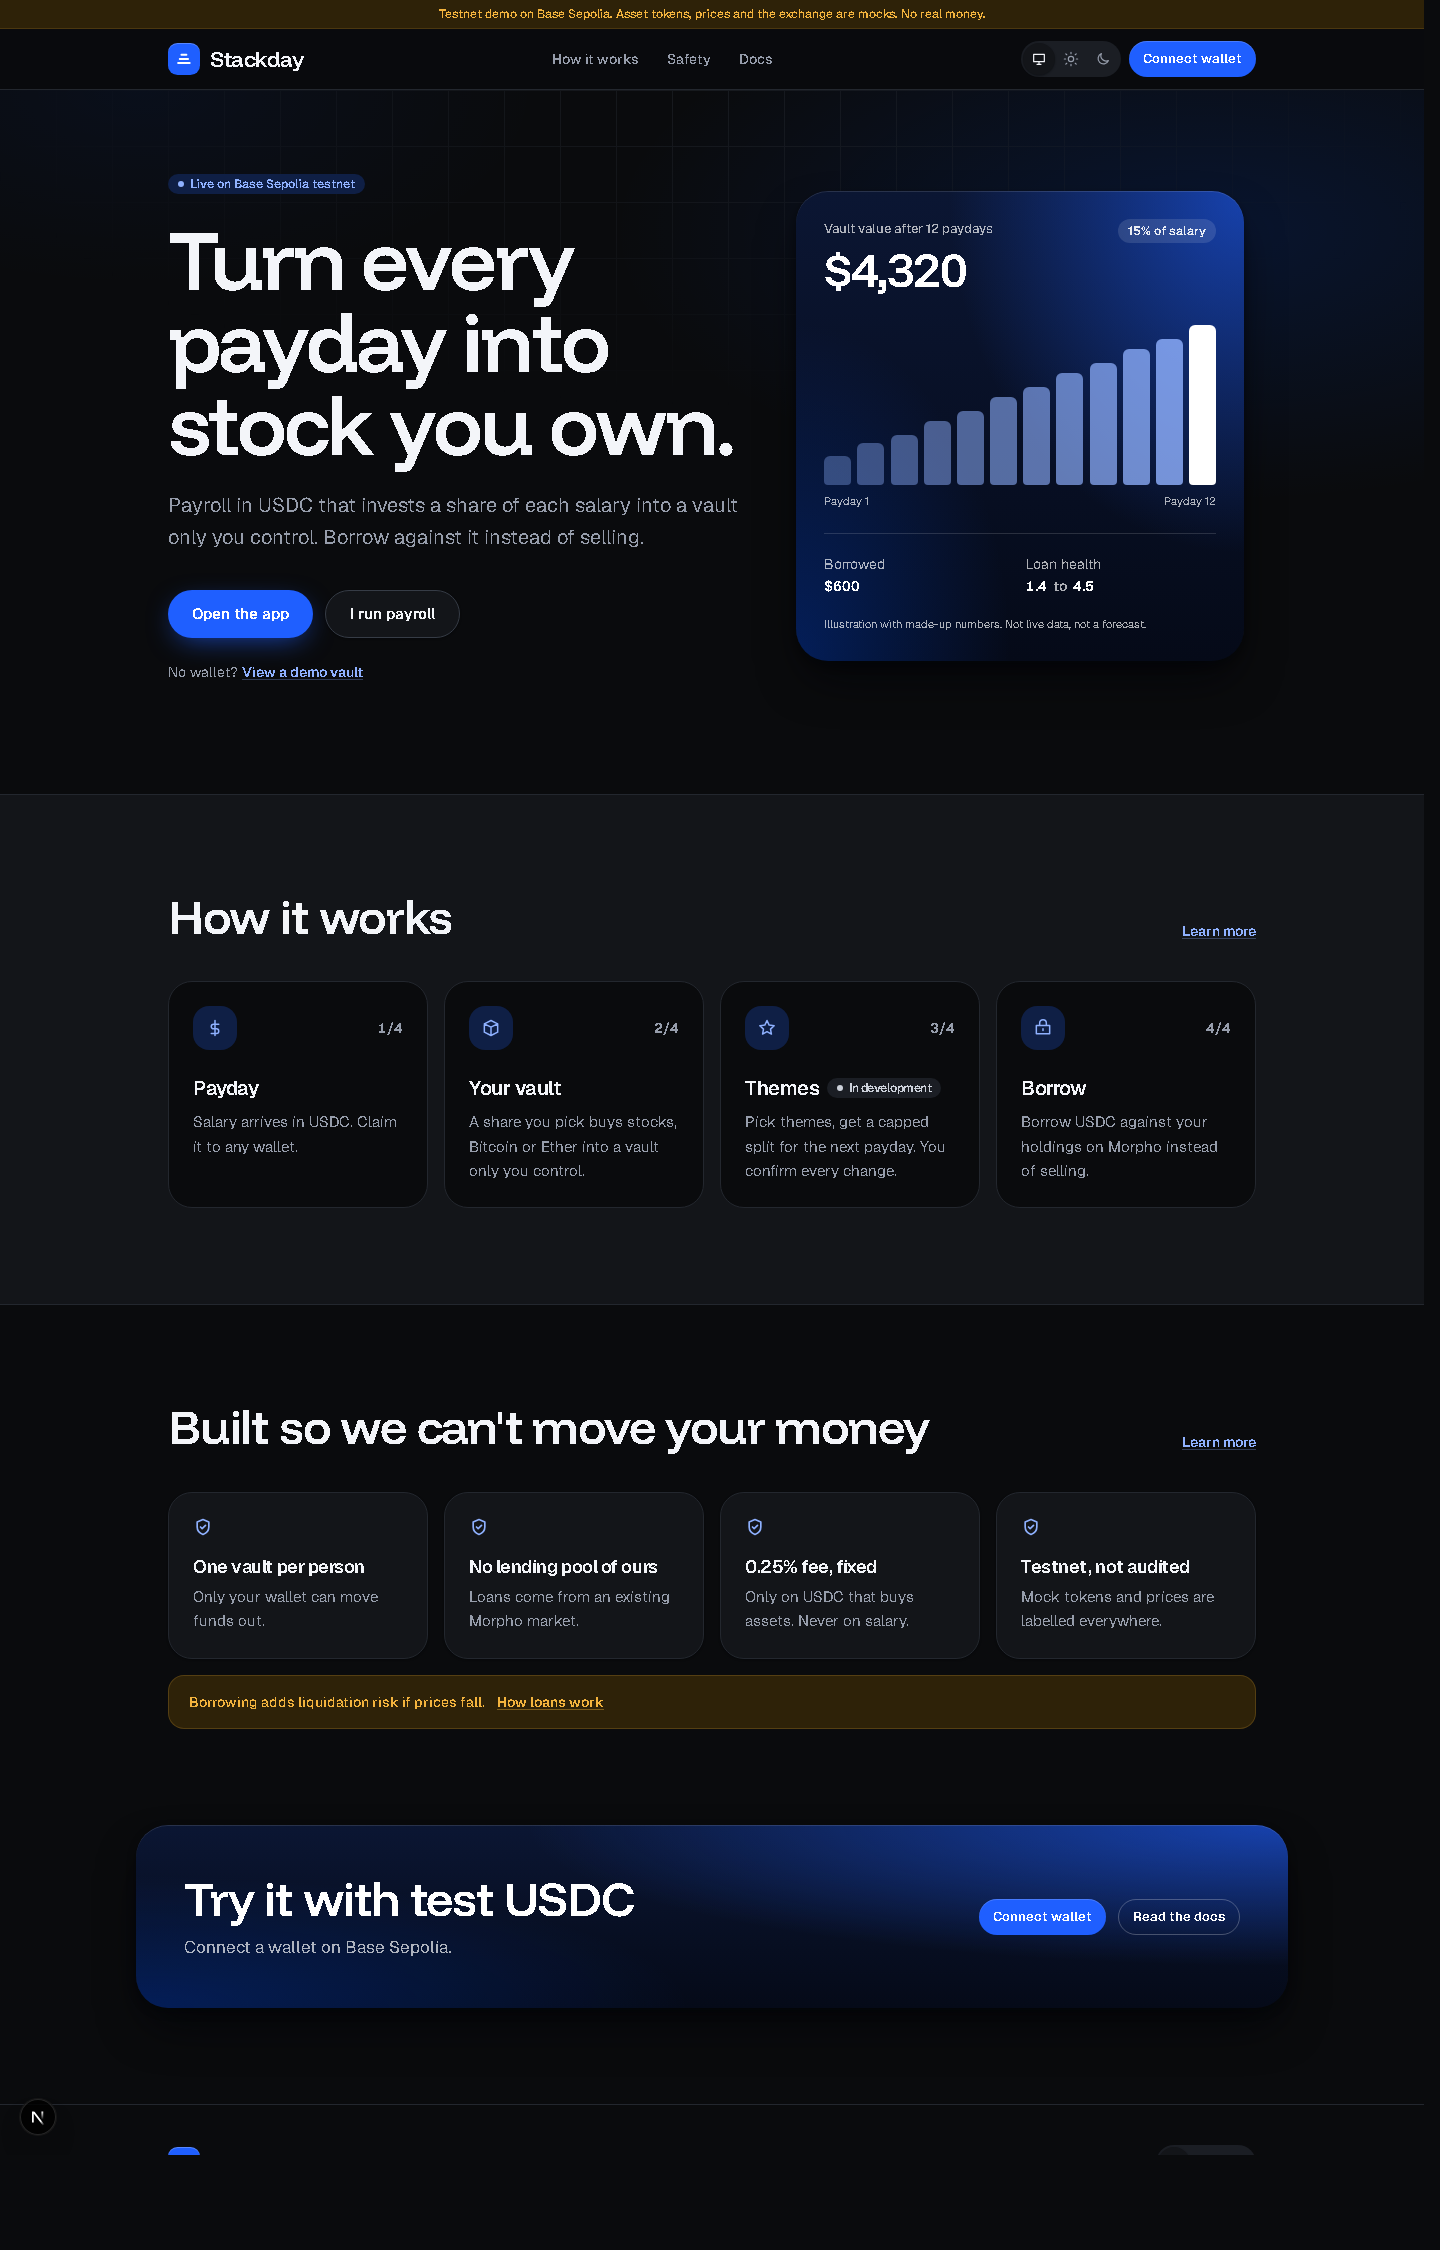 Testnet demo on Base Sepolia. Asset tokens, prices and the exchange are mocks. No real money.
Stackday
How it works
Safety
Docs
Connect wallet
Live on Base Sepolia testnet
Turn every
payday into
stock you own.
Payroll in USDC that invests a share of each salary into a vault
only you control. Borrow against it instead of selling.
Open the app
I run payroll
No wallet? View a demo vault
Vault value after 12 paydays
15% of salary
$4,320
Payday 1
Payday 12
Borrowed
$600
Loan health
1.4 to 4.5
Illustration with made-up numbers. Not live data, not a forecast.
How it works
Learn more
1/4
Payday
Salary arrives in USDC. Claim
it to any wallet.
2/4
Your vault
A share you pick buys stocks,
Bitcoin or Ether into a vault
only you control.
3/4
Themes
In development
Pick themes, get a capped
split for the next payday. You
confirm every change.
4/4
Borrow
Borrow USDC against your
holdings on Morpho instead
of selling.
Built so we can't move your money
Learn more
One vault per person
Only your wallet can move
funds out.
No lending pool of ours
Loans come from an existing
Morpho market.
0.25% fee, fixed
Only on USDC that buys
assets. Never on salary.
Testnet, not audited
Mock tokens and prices are
labelled everywhere.
Borrowing adds liquidation risk if prices fall. How loans work
Try it with test USDC
Connect a wallet on Base Sepolia.
Connect wallet
Read the docs
N